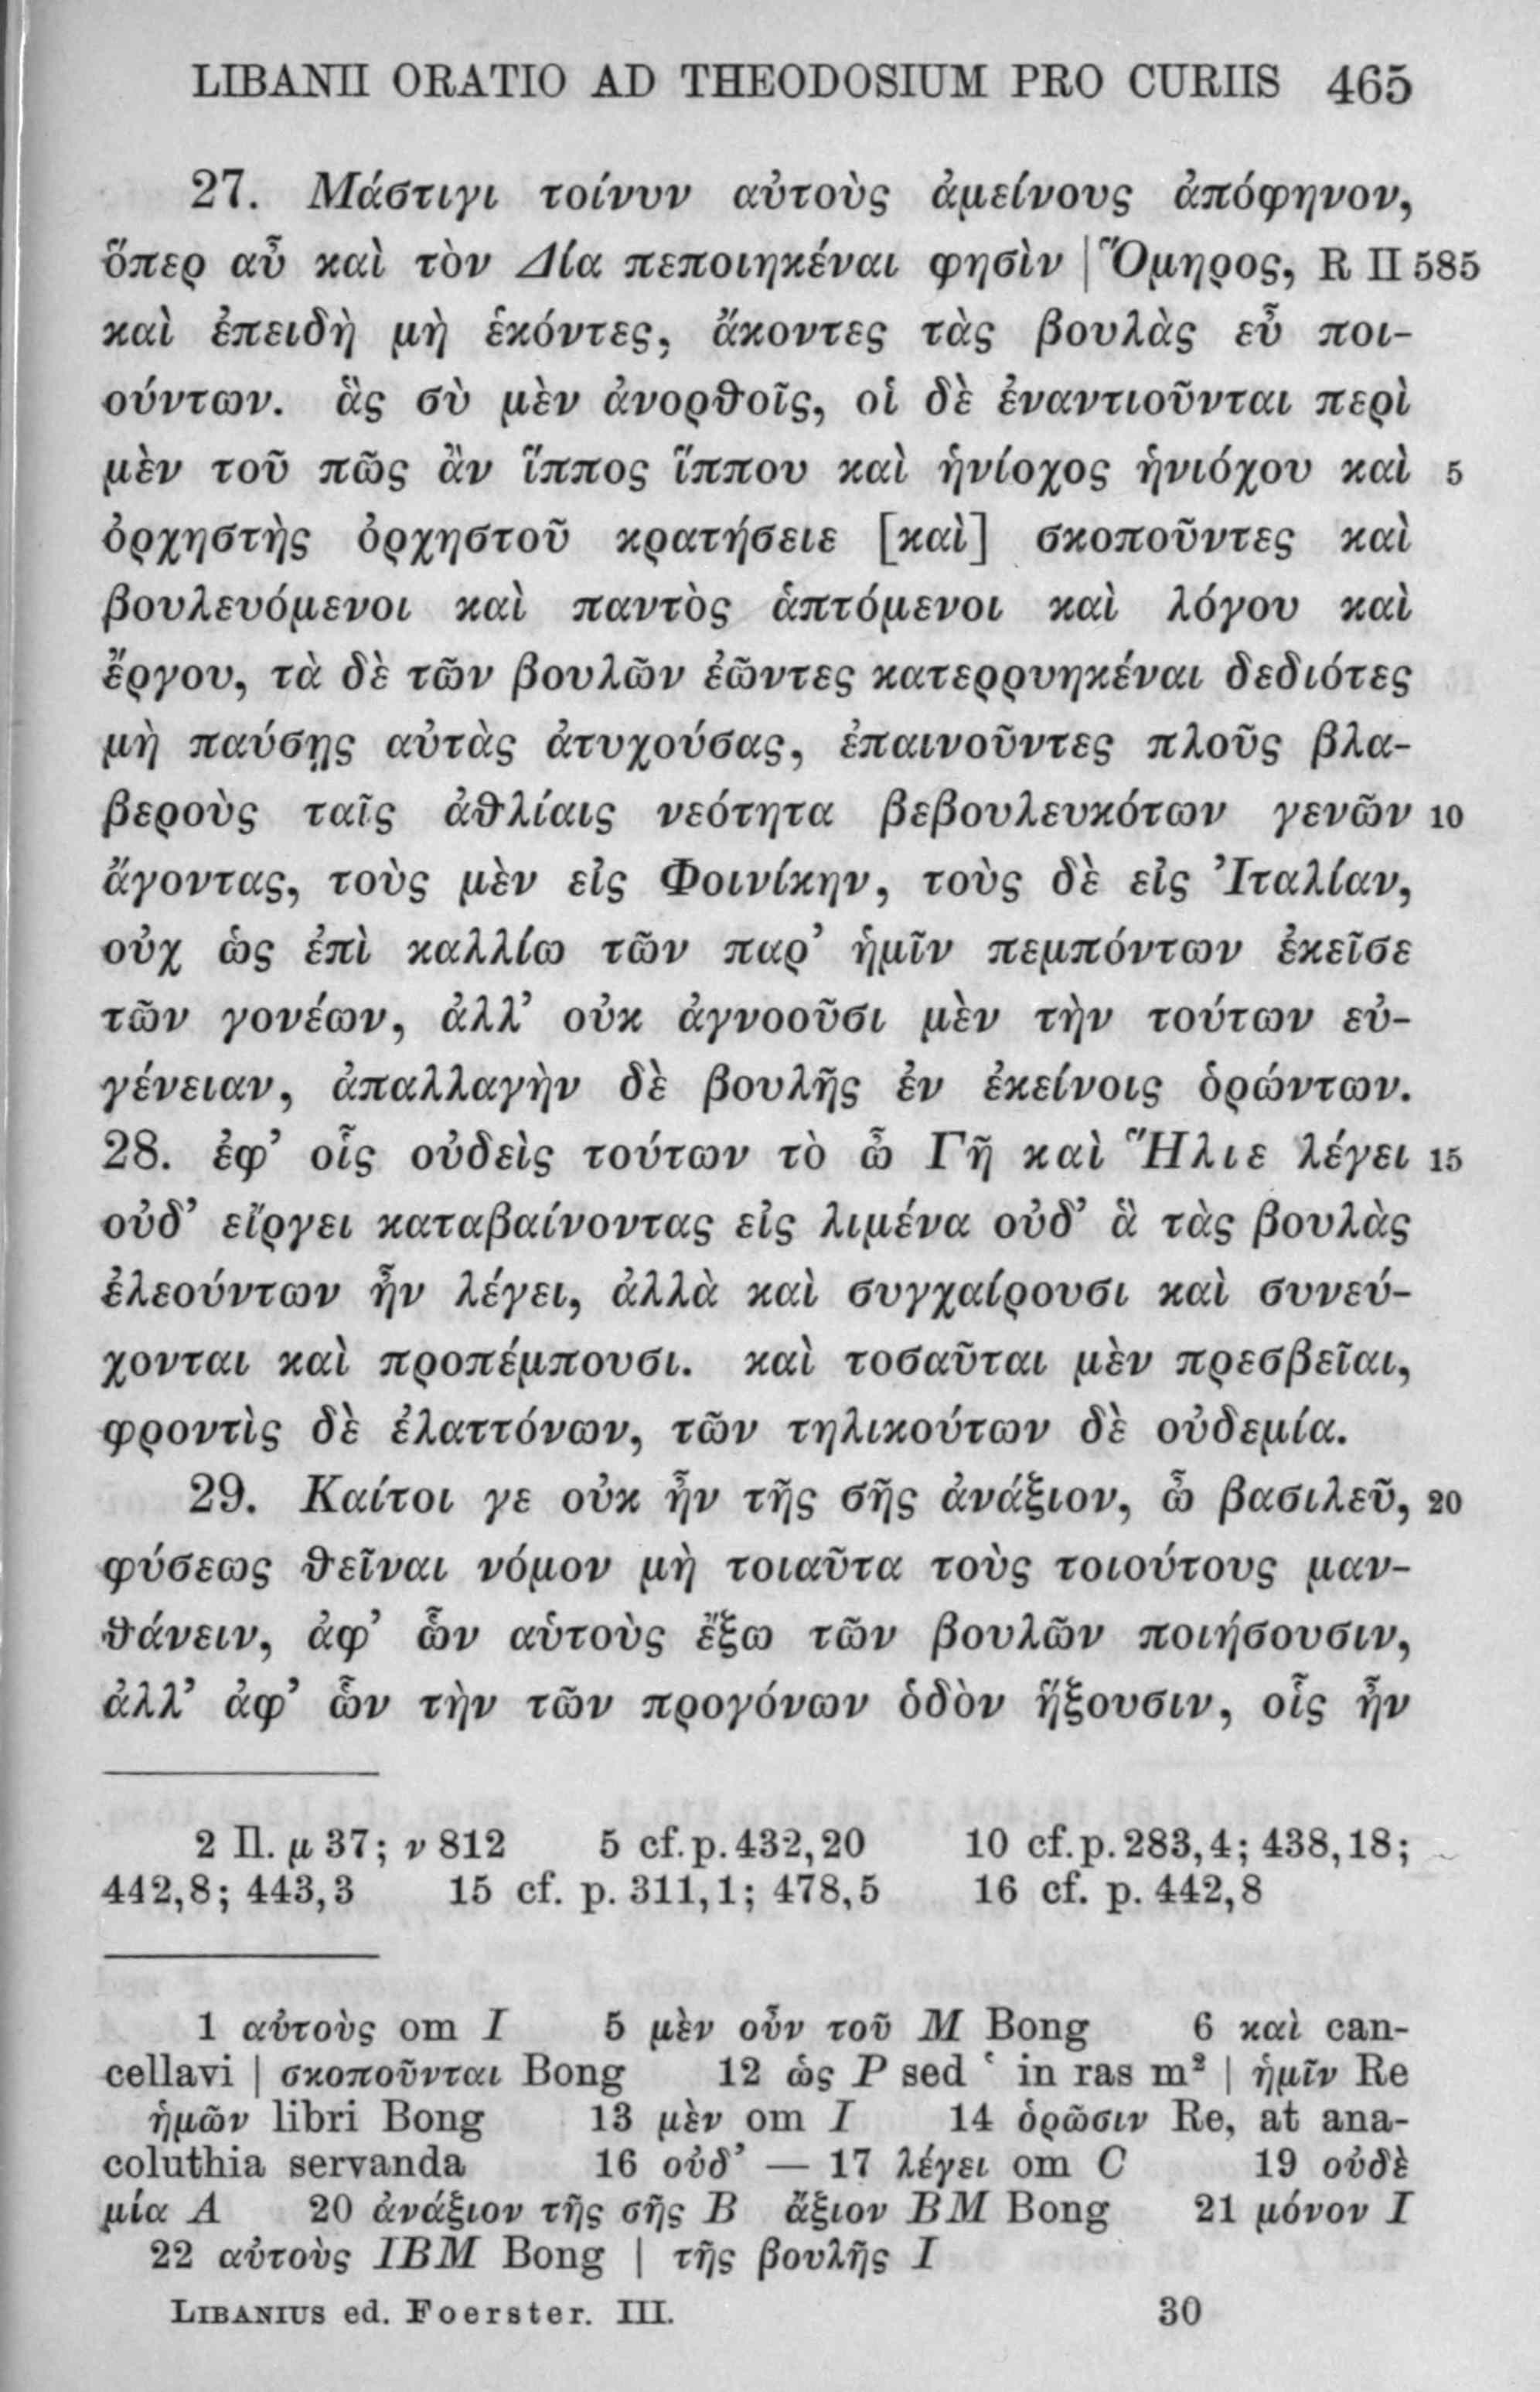 LIBANII ORATIO AD THEODOSIUM PRO CURIIS 465
27. Μάστιγι τοίνυν αὐτοὺς ἀμείνους ἀπόφηνον,
ὅπερ αὖ καὶ τὸν Δία πεποιηκέναι φησὶν | Ὅμηρος, R II 585
καὶ ἐπειδὴ μὴ ἑκόντες, ἄκοντες τὰς βουλὰς εὖ ποι-
ούντων. ἃς σὺ μὲν ἀνορθοῖς, οἱ δὲ ἐναντιοῦνται περὶ
μὲν τοῦ πῶς ἂν ἵππος ἵππου καὶ ἡνίοχος ἡνιόχου καὶ 5
ὀρχηστὴς ὀρχηστοῦ κρατήσειε [καὶ] σκοποῦντες καὶ
βουλευόμενοι καὶ παντὸς ἁπτόμενοι καὶ λόγου καὶ
ἔργου, τὰ δὲ τῶν βουλῶν ἐῶντες κατερρυηκέναι δεδιότες
μὴ παύσῃς αὐτὰς ἀτυχούσας, ἐπαινοῦντες πλοῦς βλα-
βεροὺς ταῖς ἀθλίαις νεότητα βεβουλευκότων γενῶν 10
ἄγοντας, τοὺς μὲν εἰς Φοινίκην, τοὺς δὲ εἰς Ἰταλίαν,
οὐχ ὡς ἐπὶ καλλίω τῶν παρ’ ἡμῖν πεμπόντων ἐκεῖσε
τῶν γονέων, ἀλλ’ οὐκ ἀγνοοῦσι μὲν τὴν τούτων εὐ-
γένειαν, ἀπαλλαγὴν δὲ βουλῆς ἐν ἐκείνοις ὁρώντων.
28. ἐφ’ οἷς οὐδεὶς τούτων τὸ ὦ Γῆ καὶ Ἥλιε λέγει 15
οὐδ’ εἴργει καταβαίνοντας εἰς λιμένα οὐδ’ ἃ τὰς βουλὰς
ἐλεούντων ἦν λέγει, ἀλλὰ καὶ συγχαίρουσι καὶ συνεύ-
χονται καὶ προπέμπουσι. καὶ τοσαῦται μὲν πρεσβεῖαι,
φροντὶς δὲ ἐλαττόνων, τῶν τηλικούτων δὲ οὐδεμία.
29. Καίτοι γε οὐκ ἦν τῆς σῆς ἀνάξιον, ὦ βασιλεῦ, 20
φύσεως θεῖναι νόμον μὴ τοιαῦτα τοὺς τοιούτους μαν-
θάνειν, ἀφ’ ὧν αὑτοὺς ἔξω τῶν βουλῶν ποιήσουσιν,
ἀλλ’ ἀφ’ ὧν τὴν τῶν προγόνων ὁδὸν ἥξουσιν, οἷς ἦν
2 Il. μ 37; ν 812 5 cf. p. 432,20 10 cf. p. 283,4; 438,18;
442,8; 443,3 15 cf. p. 311,1; 478,5 16 cf. p. 442,8
1 αὐτοὺς om I 5 μὲν οὖν τοῦ M Bong 6 καὶ can-
cellavi | σκοποῦνται Bong 12 ὡς P sed ‛ in ras m² | ἡμῖν Re
ἡμῶν libri Bong 13 μὲν om I 14 ὁρῶσιν Re, at ana-
coluthia servanda 16 οὐδ’ — 17 λέγει om C 19 οὐδὲ
μία A 20 ἀνάξιον τῆς σῆς B ἄξιον BM Bong 21 μόνον I
22 αὐτοὺς IBM Bong | τῆς βουλῆς I
LIBANIUS ed. Foerster. III. 30